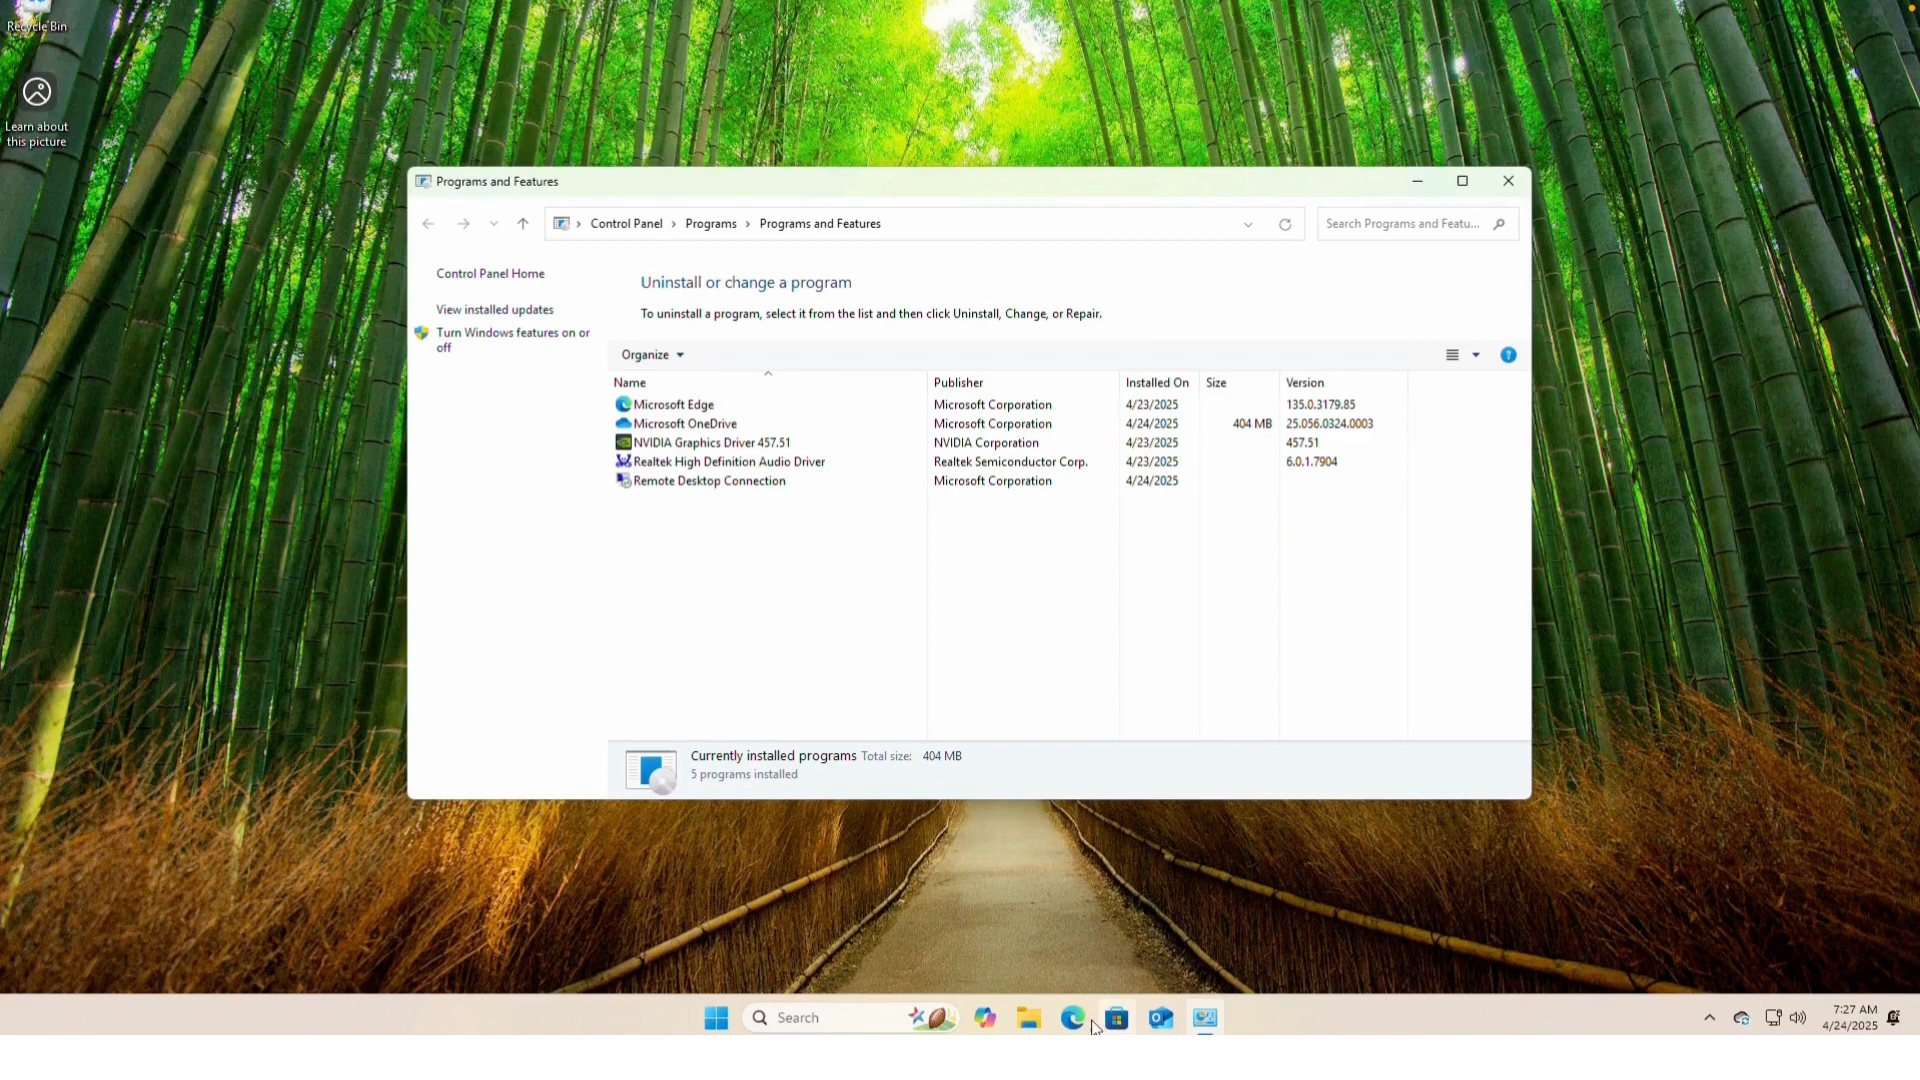 Recycle Bin
Learn about
this picture
Programs and Features
Control Panel > Programs > Programs and Features
Search Programs and Featu...
Control Panel Home
View installed updates
Turn Windows features on or
off
Uninstall or change a program
To uninstall a program, select it from the list and then click Uninstall, Change, or Repair.
Organize
Name Publisher Installed On Size Version
Microsoft Edge Microsoft Corporation 4/23/2025 135.0.3179.85
Microsoft OneDrive Microsoft Corporation 4/24/2025 404 MB 25.056.0324.0003
NVIDIA Graphics Driver 457.51 NVIDIA Corporation 4/23/2025 457.51
Realtek High Definition Audio Driver Realtek Semiconductor Corp. 4/23/2025 6.0.1.7904
Remote Desktop Connection Microsoft Corporation 4/24/2025
Currently installed programs Total size: 404 MB
5 programs installed
Search
7:27 AM
4/24/2025